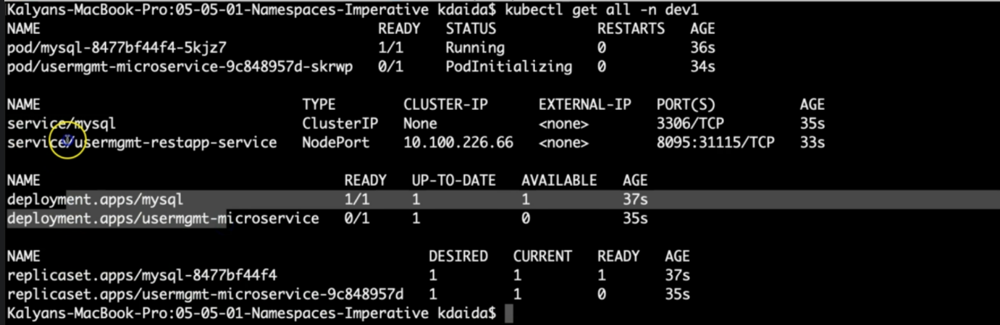 Kalyans-MacBook-Pro:05-05-01-Namespaces-Imperative kdaida$ kubectl get all -n dev1
NAME READY STATUS RESTARTS AGE
pod/mysql-8477bf44f4-5kjz7 1/1 Running 0 36s
pod/usermgmt-microservice-9c848957d-skrwp 0/1 PodInitializing 0 34s
NAME TYPE CLUSTER-IP EXTERNAL-IP PORT(S) AGE
service/mysql ClusterIP None <none> 3306/TCP 35s
service/usermgmt-restapp-service NodePort 10.100.226.66 <none> 8095:31115/TCP 33s
NAME READY UP-TO-DATE AVAILABLE AGE
deployment.apps/mysql 1/1 1 1 37s
deployment.apps/usermgmt-microservice 0/1 1 0 35s
NAME DESIRED CURRENT READY AGE
replicaset.apps/mysql-8477bf44f4 1 1 1 37s
replicaset.apps/usermgmt-microservice-9c848957d 1 1 0 35s
Kalyans-MacBook-Pro:05-05-01-Namespaces-Imperative kdaida$